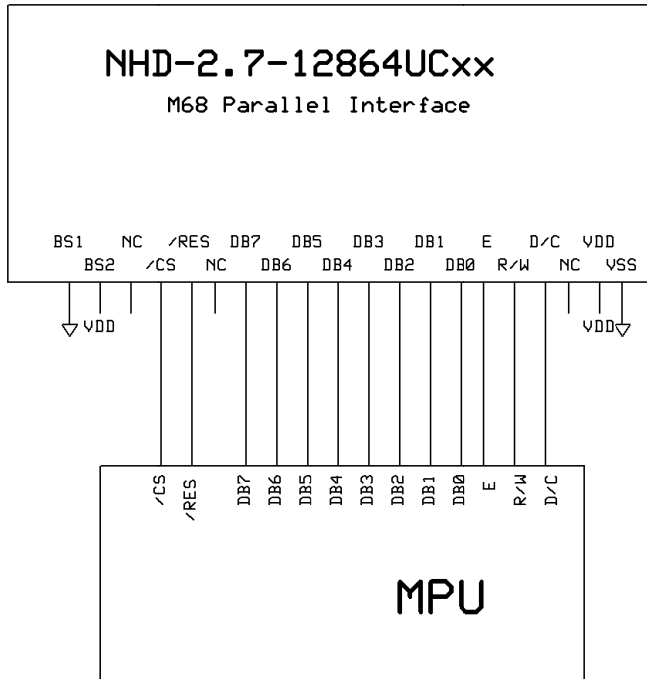 NHD-2.7-12864UCxx
M68 Parallel Interface
BS1 NC /RES DB7 DB5 DB3 DB1 E D/C VDD
BS2 /CS NC DB6 DB4 DB2 DB0 R/W NC VSS
VDD VDD
/CS /RES DB7 DB6 DB5 DB4 DB3 DB2 DB1 DB0 E R/W D/C
MPU